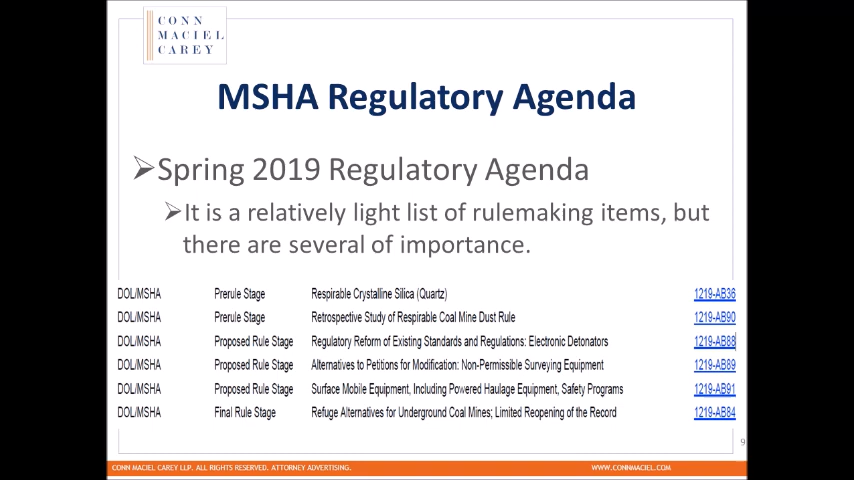 CONN
MACIEL
CAREY
MSHA Regulatory Agenda
Spring 2019 Regulatory Agenda
It is a relatively light list of rulemaking items, but
there are several of importance.
DOL/MSHA Prerule Stage Respirable Crystalline Silica (Quartz) 1219-AB36
DOL/MSHA Prerule Stage Retrospective Study of Respirable Coal Mine Dust Rule 1219-AB90
DOL/MSHA Proposed Rule Stage Regulatory Reform of Existing Standards and Regulations: Electronic Detonators 1219-AB88
DOL/MSHA Proposed Rule Stage Alternatives to Petitions for Modification: Non-Permissible Surveying Equipment 1219-AB89
DOL/MSHA Proposed Rule Stage Surface Mobile Equipment, Including Powered Haulage Equipment, Safety Programs 1219-AB91
DOL/MSHA Final Rule Stage Refuge Alternatives for Underground Coal Mines; Limited Reopening of the Record 1219-AB84
9
CONN MACIEL CAREY LLP. ALL RIGHTS RESERVED. ATTORNEY ADVERTISING. WWW.CONNMACIEL.COM